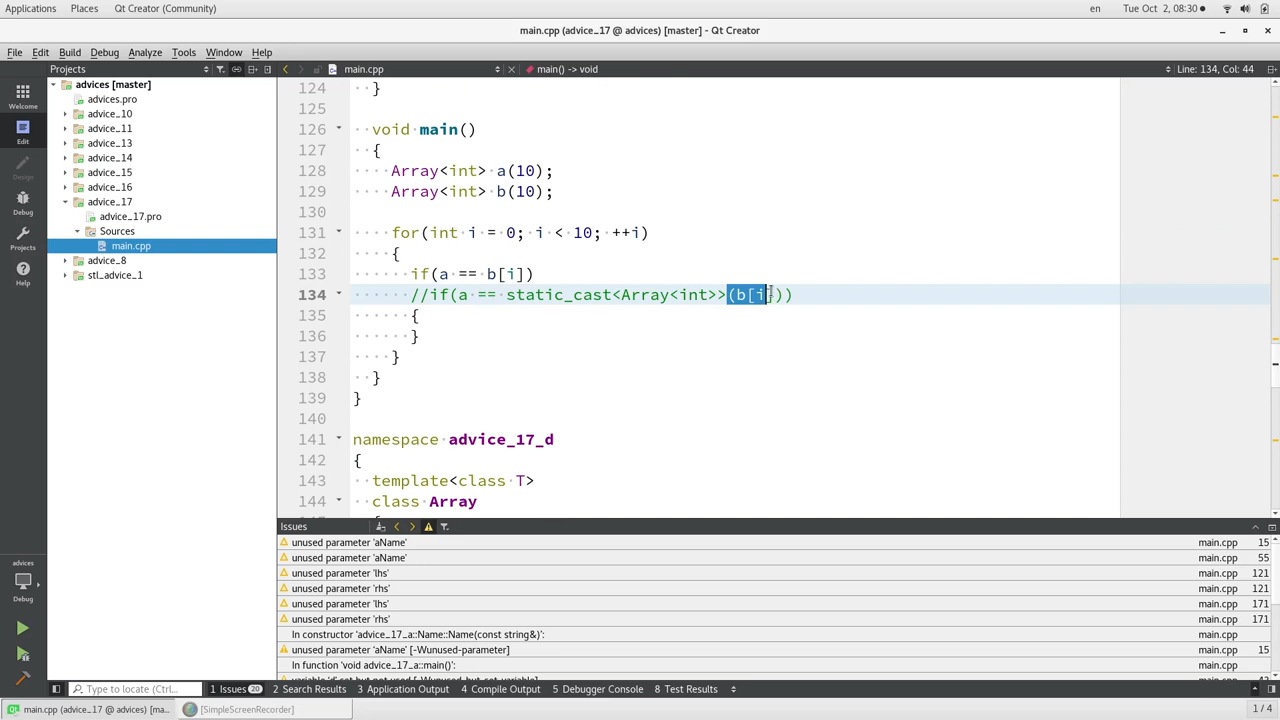 Applications Places Qt Creator (Community) en Tue Oct 2, 08:30
main.cpp (advice_17 @ advices) [master] - Qt Creator
File Edit Build Debug Analyze Tools Window Help
Projects main.cpp main() -> void Line: 134, Col: 44
Welcome
Edit
Design
Debug
Projects
Help
advices
Debug
advices [master]
advices.pro
advice_10
advice_11
advice_13
advice_14
advice_15
advice_16
advice_17
advice_17.pro
Sources
main.cpp
advice_8
stl_advice_1
124 }
125
126 void main()
127 {
128 Array<int> a(10);
129 Array<int> b(10);
130
131 for(int i = 0; i < 10; ++i)
132 {
133 if(a == b[i])
134 //if(a == static_cast<Array<int>>(b[i]))
135 {
136 }
137 }
138 }
139 }
140
141 namespace advice_17_d
142 {
143 template<class T>
144 class Array
Issues
unused parameter 'aName' main.cpp 15
unused parameter 'aName' main.cpp 55
unused parameter 'lhs' main.cpp 121
unused parameter 'rhs' main.cpp 121
unused parameter 'lhs' main.cpp 171
unused parameter 'rhs' main.cpp 171
In constructor 'advice_17_a::Name::Name(const string&)': main.cpp
unused parameter 'aName' [-Wunused-parameter] main.cpp 15
In function 'void advice_17_a::main()': main.cpp
Type to locate (Ctrl... 1 Issues 20 2 Search Results 3 Application Output 4 Compile Output 5 Debugger Console 8 Test Results
main.cpp (advice_17 @ advices) [ma... [SimpleScreenRecorder] 1 / 4